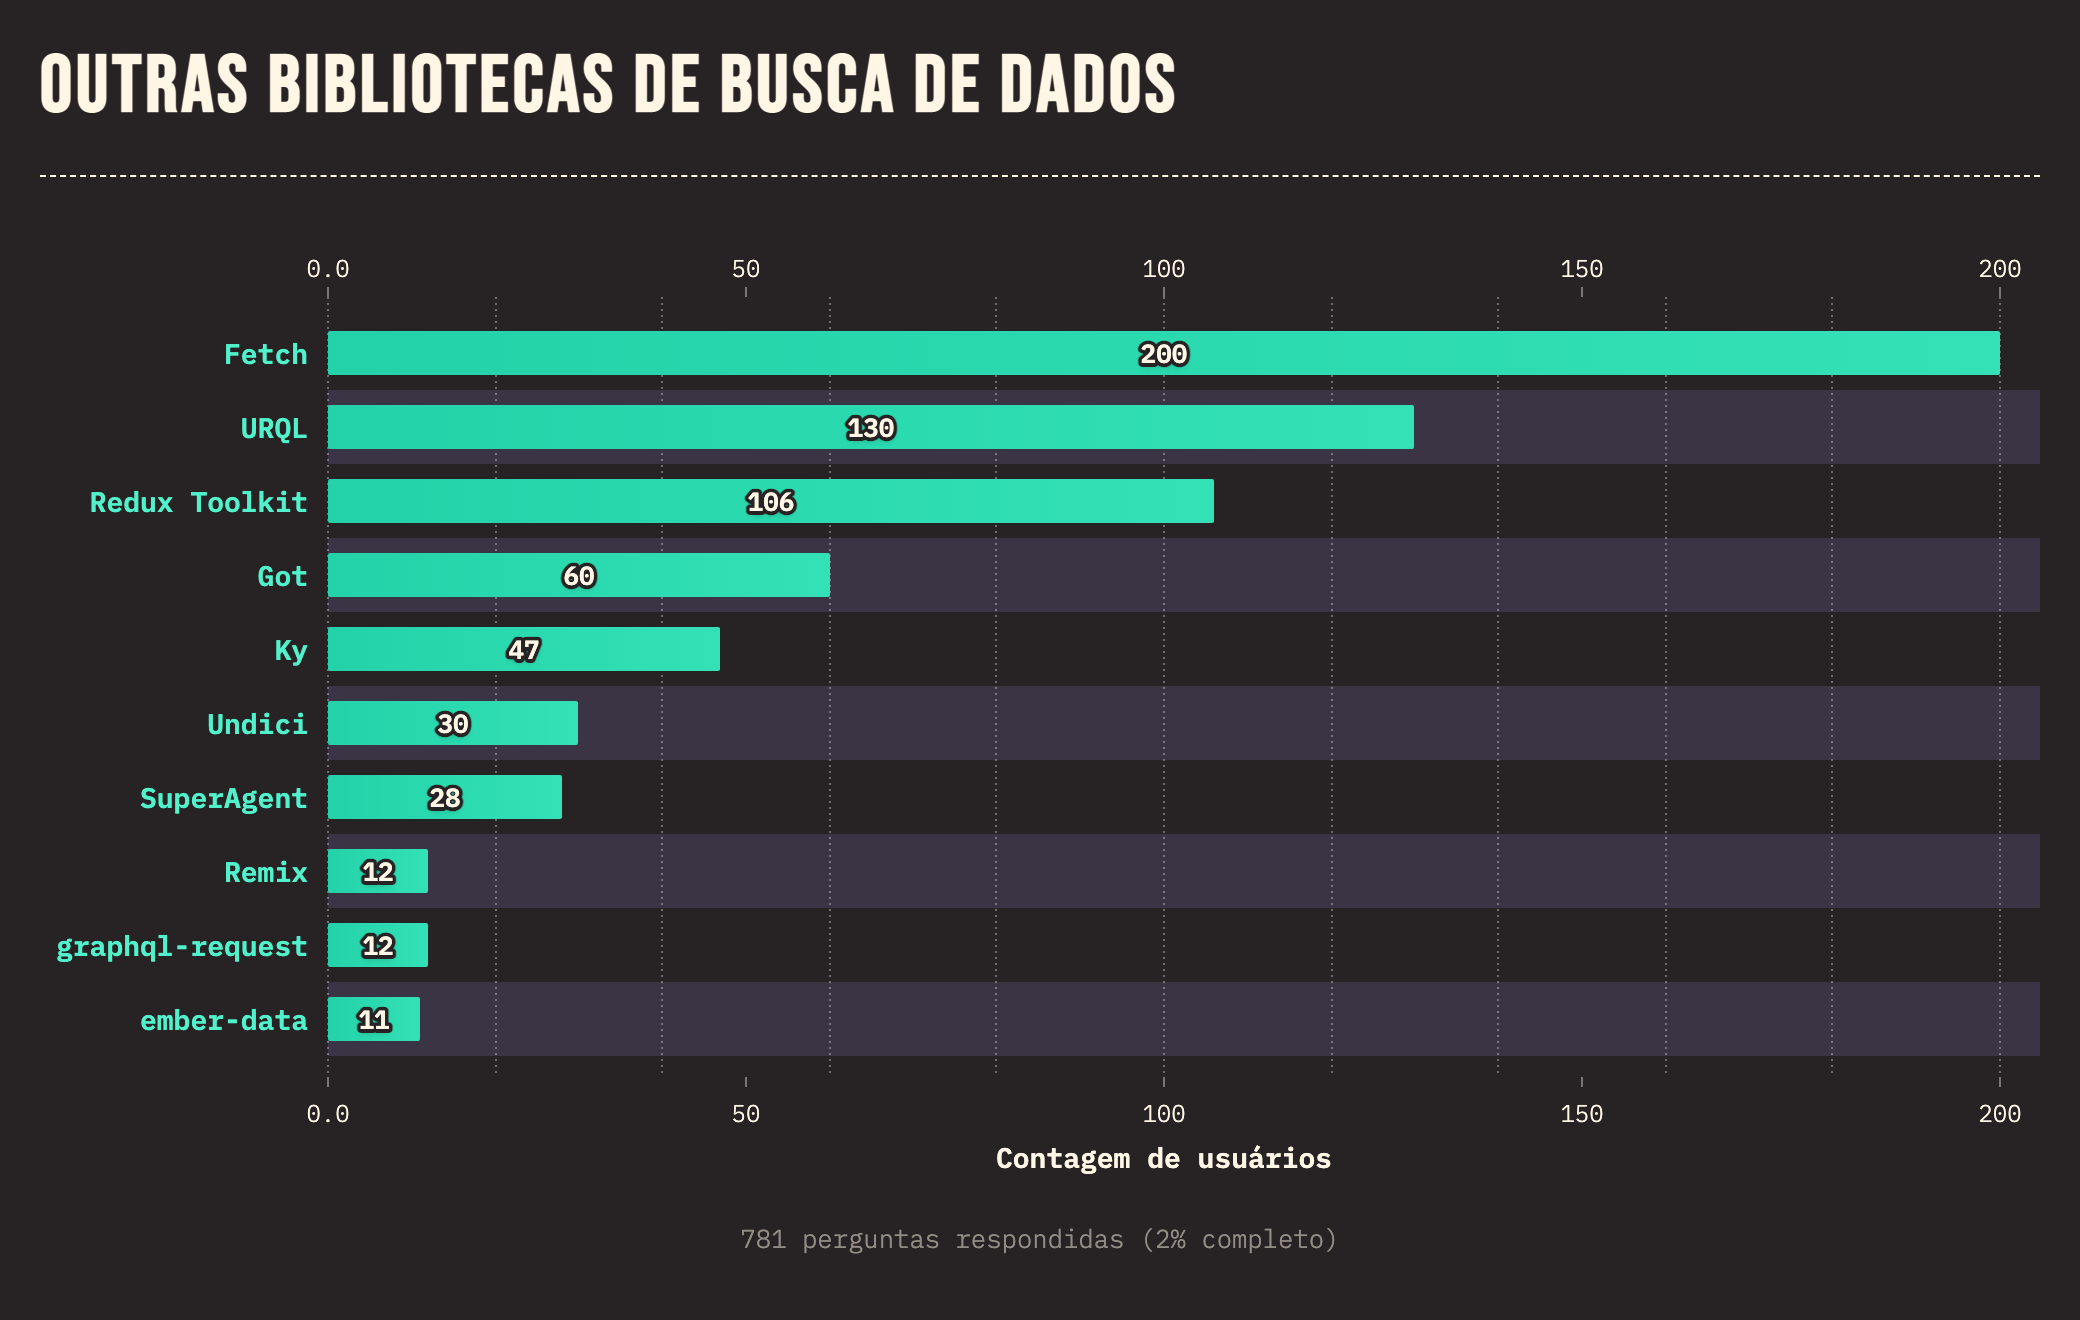 OUTRAS BIBLIOTECAS DE BUSCA DE DADOS
0.0 50 100 150 200
Fetch 200
URQL 130
Redux Toolkit 106
Got 60
Ky 47
Undici 30
SuperAgent 28
Remix 12
graphql-request 12
ember-data 11
0.0 50 100 150 200
Contagem de usuários
781 perguntas respondidas (2% completo)